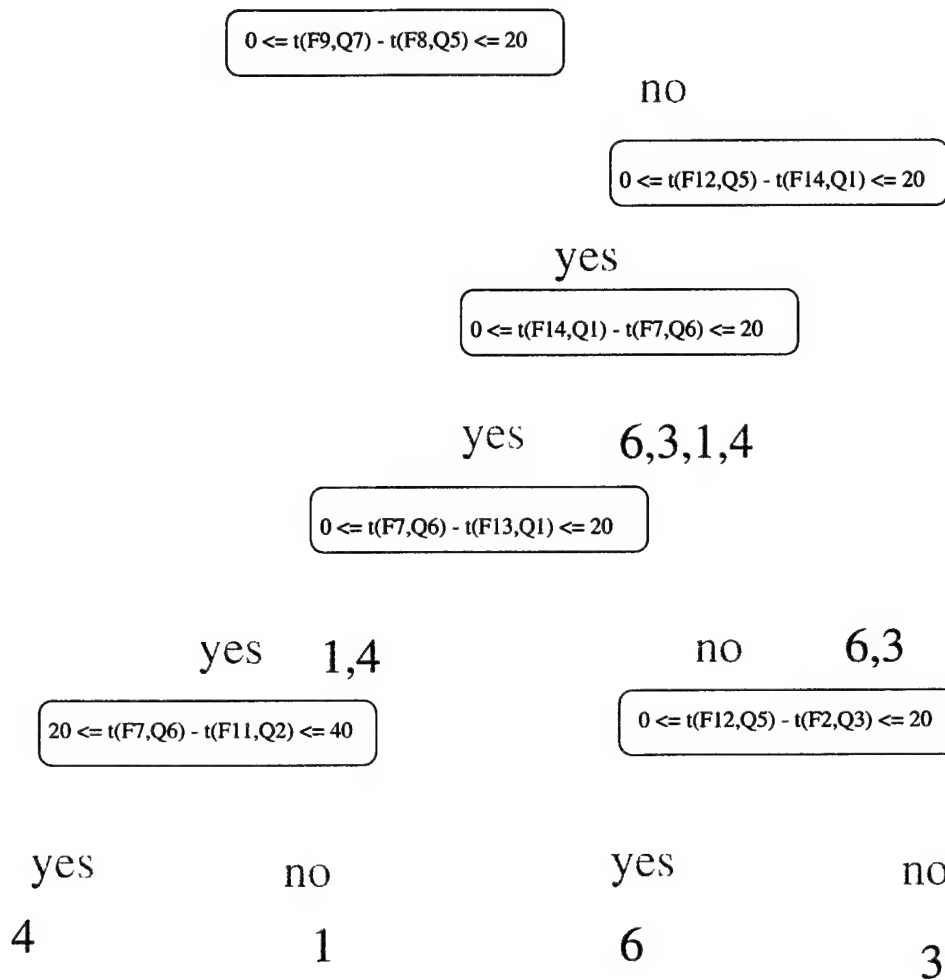 0 <= t(F9,Q7) - t(F8,Q5) <= 20
no
0 <= t(F12,Q5) - t(F14,Q1) <= 20
yes
0 <= t(F14,Q1) - t(F7,Q6) <= 20
yes 6,3,1,4
0 <= t(F7,Q6) - t(F13,Q1) <= 20
yes 1,4 no 6,3
20 <= t(F7,Q6) - t(F11,Q2) <= 40 0 <= t(F12,Q5) - t(F2,Q3) <= 20
yes no yes no
4 1 6 3